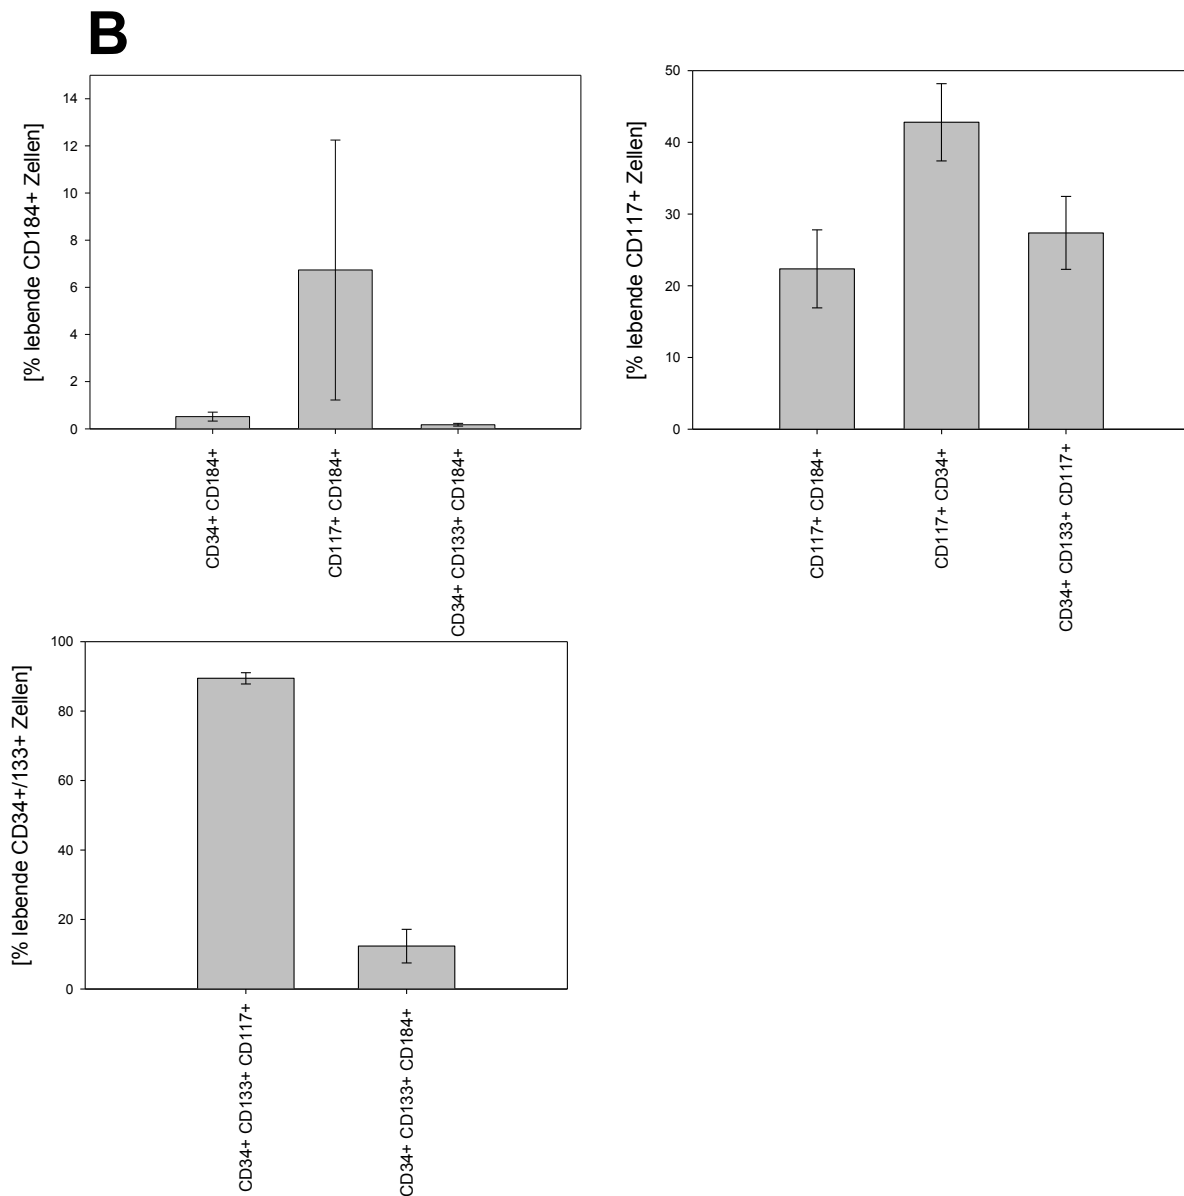 B
[% lebende CD184+ Zellen]
14
12
10
8
6
4
2
0
CD34+ CD184+
CD117+ CD184+
CD34+ CD133+ CD184+
[% lebende CD117+ Zellen]
50
40
30
20
10
0
CD117+ CD184+
CD117+ CD34+
CD34+ CD133+ CD117+
[% lebende CD34+/133+ Zellen]
100
80
60
40
20
0
CD34+ CD133+ CD117+
CD34+ CD133+ CD184+